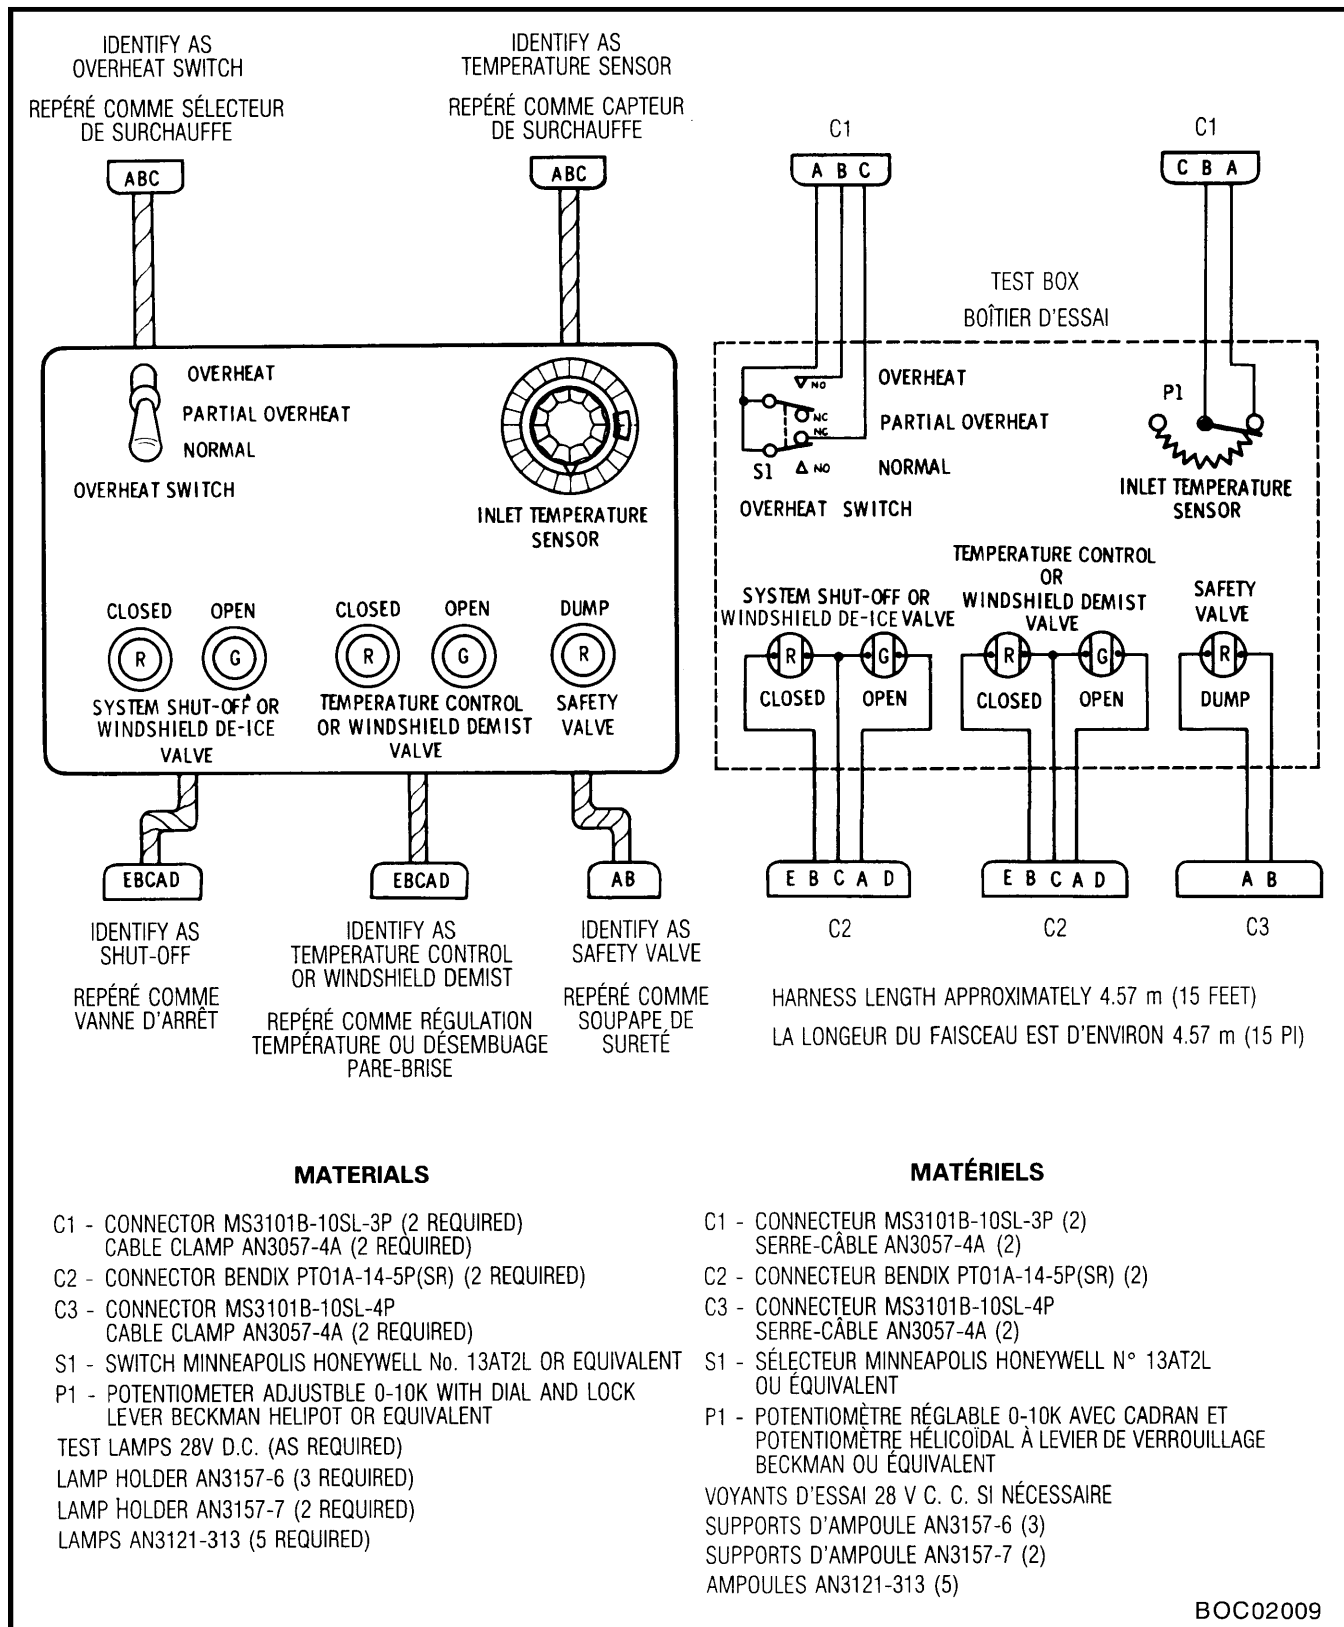 IDENTIFY AS
OVERHEAT SWITCH
REPÉRÉ COMME SÉLECTEUR
DE SURCHAUFFE
ABC
IDENTIFY AS
TEMPERATURE SENSOR
REPÉRÉ COMME CAPTEUR
DE SURCHAUFFE
ABC
OVERHEAT
PARTIAL OVERHEAT
NORMAL
OVERHEAT SWITCH
INLET TEMPERATURE
SENSOR
CLOSED
OPEN
R
G
SYSTEM SHUT-OFF OR
WINDSHIELD DE-ICE
VALVE
CLOSED
OPEN
R
G
TEMPERATURE CONTROL
OR WINDSHIELD DEMIST
VALVE
DUMP
R
SAFETY
VALVE
EBCAD
IDENTIFY AS
SHUT-OFF
REPÉRÉ COMME
VANNE D'ARRÊT
EBCAD
IDENTIFY AS
TEMPERATURE CONTROL
OR WINDSHIELD DEMIST
REPÉRÉ COMME RÉGULATION
TEMPÉRATURE OU DÉSEMBUAGE
PARE-BRISE
AB
IDENTIFY AS
SAFETY VALVE
REPÉRÉ COMME
SOUPAPE DE
SURETÉ
C1
A B C
C1
C B A
TEST BOX
BOÎTIER D'ESSAI
NO
NC
NC
NO
S1
OVERHEAT
PARTIAL OVERHEAT
NORMAL
OVERHEAT SWITCH
P1
INLET TEMPERATURE
SENSOR
SYSTEM SHUT-OFF OR
WINDSHIELD DE-ICE VALVE
R
G
CLOSED
OPEN
TEMPERATURE CONTROL
OR
WINDSHIELD DEMIST
VALVE
R
G
CLOSED
OPEN
SAFETY
VALVE
R
DUMP
E B C A D
C2
E B C A D
C2
A B
C3
HARNESS LENGTH APPROXIMATELY 4.57 m (15 FEET)
LA LONGEUR DU FAISCEAU EST D'ENVIRON 4.57 m (15 PI)
MATERIALS
C1 - CONNECTOR MS3101B-10SL-3P (2 REQUIRED)
CABLE CLAMP AN3057-4A (2 REQUIRED)
C2 - CONNECTOR BENDIX PT01A-14-5P(SR) (2 REQUIRED)
C3 - CONNECTOR MS3101B-10SL-4P
CABLE CLAMP AN3057-4A (2 REQUIRED)
S1 - SWITCH MINNEAPOLIS HONEYWELL No. 13AT2L OR EQUIVALENT
P1 - POTENTIOMETER ADJUSTBLE 0-10K WITH DIAL AND LOCK
LEVER BECKMAN HELIPOT OR EQUIVALENT
TEST LAMPS 28V D.C. (AS REQUIRED)
LAMP HOLDER AN3157-6 (3 REQUIRED)
LAMP HOLDER AN3157-7 (2 REQUIRED)
LAMPS AN3121-313 (5 REQUIRED)
MATÉRIELS
C1 - CONNECTEUR MS3101B-10SL-3P (2)
SERRE-CÂBLE AN3057-4A (2)
C2 - CONNECTEUR BENDIX PT01A-14-5P(SR) (2)
C3 - CONNECTEUR MS3101B-10SL-4P
SERRE-CÂBLE AN3057-4A (2)
S1 - SÉLECTEUR MINNEAPOLIS HONEYWELL N° 13AT2L
OU ÉQUIVALENT
P1 - POTENTIOMÈTRE RÉGLABLE 0-10K AVEC CADRAN ET
POTENTIOMÈTRE HÉLICOÏDAL À LEVIER DE VERROUILLAGE
BECKMAN OU ÉQUIVALENT
VOYANTS D'ESSAI 28 V C. C. SI NÉCESSAIRE
SUPPORTS D'AMPOULE AN3157-6 (3)
SUPPORTS D'AMPOULE AN3157-7 (2)
AMPOULES AN3121-313 (5)
BOC02009